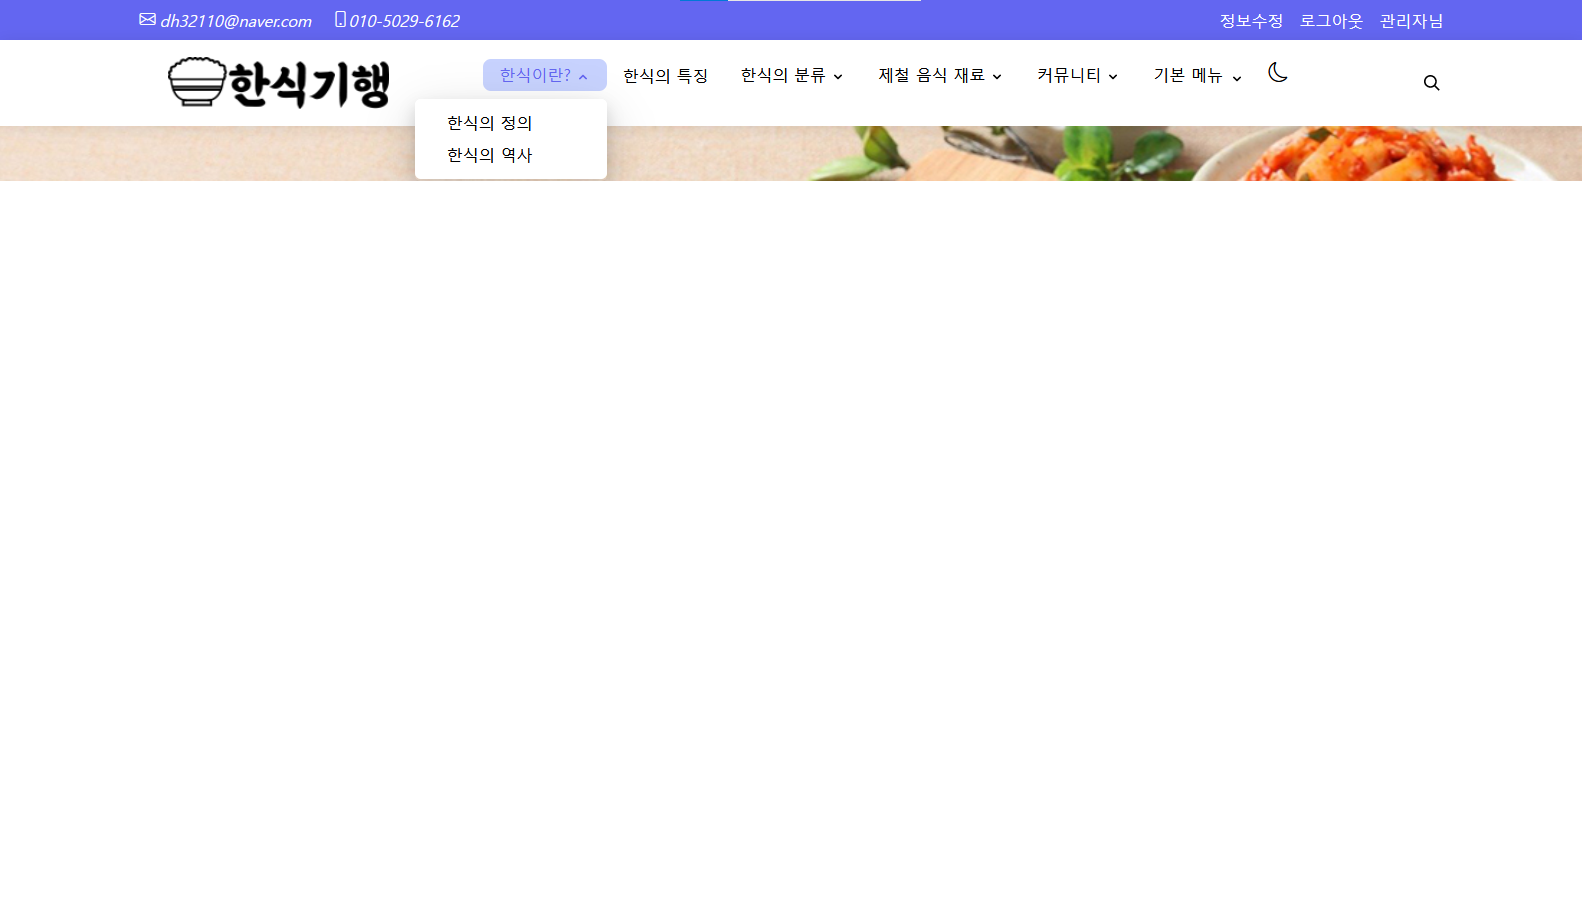 dh32110@naver.com 010-5029-6162 정보수정 로그아웃 관리자님
한식기행 한식이란? 한식의 특징 한식의 분류 제철 음식 재료 커뮤니티 기본 메뉴
한식의 정의
한식의 역사